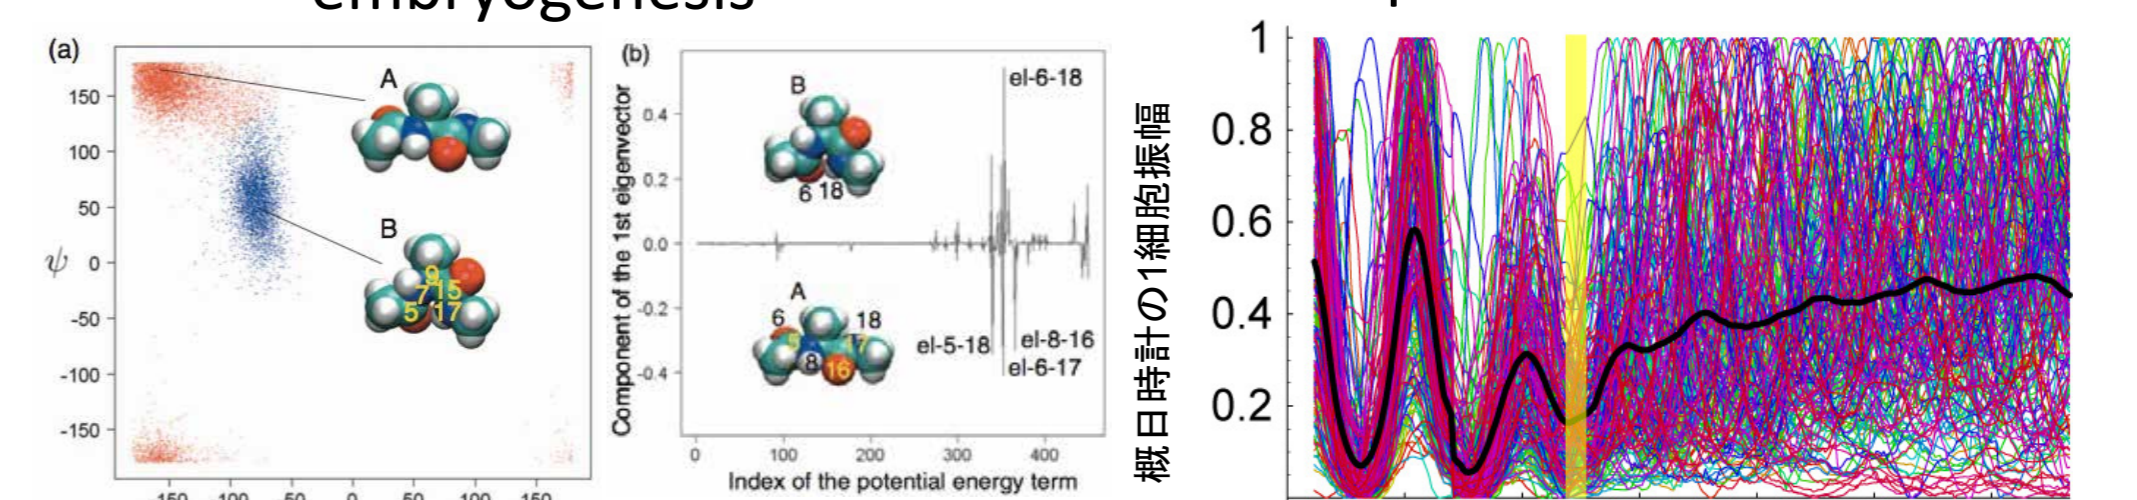 embryogenesis
(a)
A
B
9
7 15
5 17
ψ
150
100
50
0
-50
-100
-150
150 100 50 0 50 100 150
(b)
B
6 18
A
6 18
8 16
el-6-18
el-5-18
el-8-16
el-6-17
Component of the 1st eigenvector
0.4
0.2
0.0
-0.2
-0.4
0 100 200 300 400
Index of the potential energy term
概日時計の1細胞振幅
1
0.8
0.6
0.4
0.2